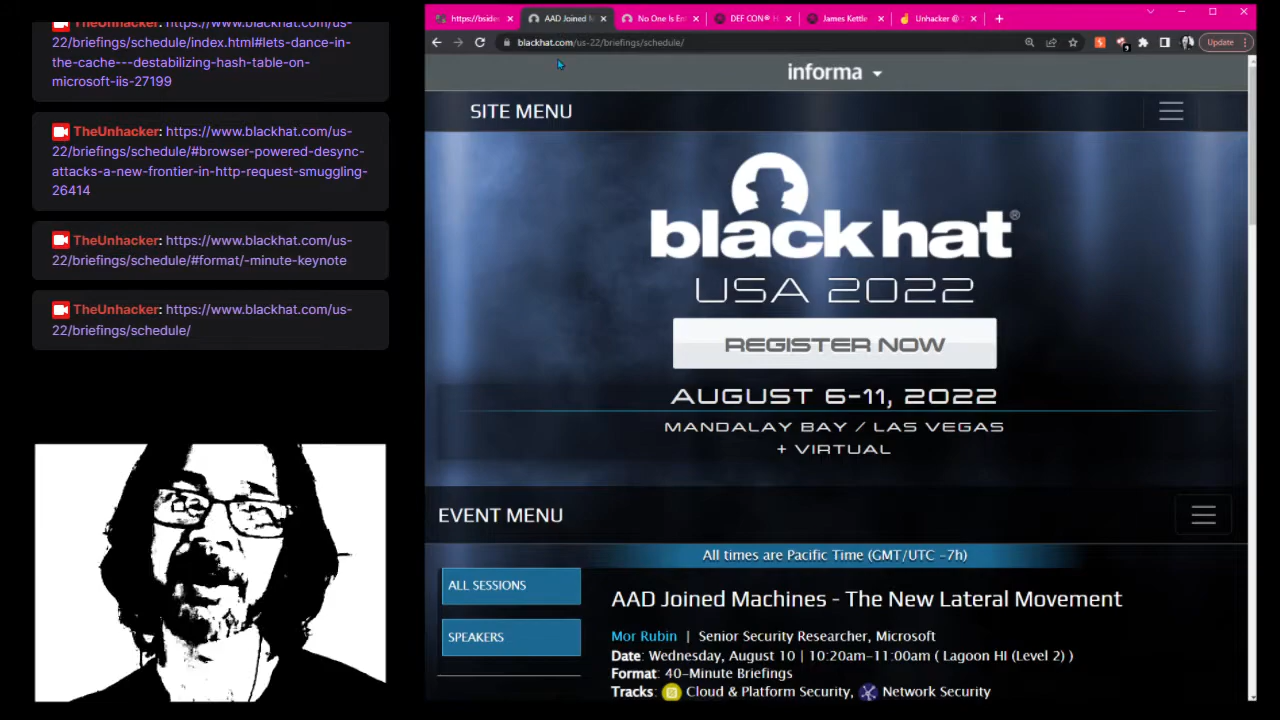 https://www.blackhat.com/us-
22/briefings/schedule/index.html#lets-dance-in-
the-cache---destabilizing-hash-table-on-
microsoft-iis-27199
TheUnhacker: https://www.blackhat.com/us-
22/briefings/schedule/#browser-powered-desync-
attacks-a-new-frontier-in-http-request-smuggling-
26414
TheUnhacker: https://www.blackhat.com/us-
22/briefings/schedule/#format/-minute-keynote
TheUnhacker: https://www.blackhat.com/us-
22/briefings/schedule/
https://bside
AAD Joined M
No One Is En
DEF CON® H
James Kettle
Unhacker @
blackhat.com/us-22/briefings/schedule/
Update
informa
SITE MENU
black hat®
USA 2022
REGISTER NOW
AUGUST 6-11, 2022
MANDALAY BAY / LAS VEGAS
+ VIRTUAL
EVENT MENU
All times are Pacific Time (GMT/UTC -7h)
ALL SESSIONS
SPEAKERS
AAD Joined Machines - The New Lateral Movement
Mor Rubin | Senior Security Researcher, Microsoft
Date: Wednesday, August 10 | 10:20am-11:00am ( Lagoon HI (Level 2) )
Format: 40-Minute Briefings
Tracks: Cloud & Platform Security, Network Security